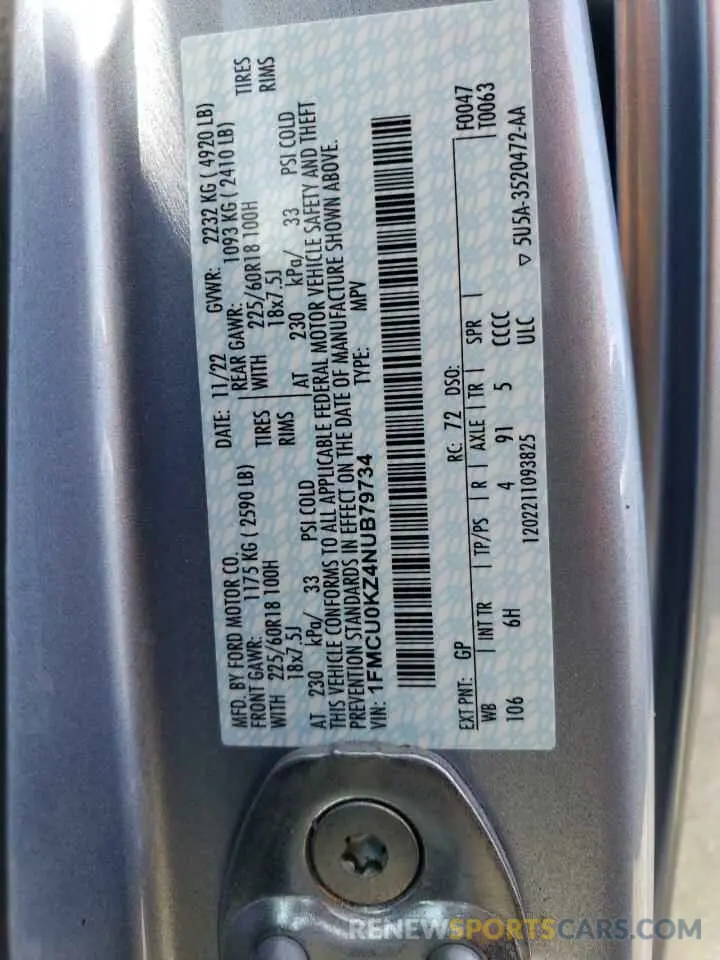 MFD. BY FORD MOTOR CO.
DATE: 11/22 GVWR: 2232 KG ( 4920 LB)
FRONT GAWR: 1175 KG ( 2590 LB) REAR GAWR: 1093 KG ( 2410 LB)
WITH 225/60R18 100H TIRES WITH 225/60R18 100H TIRES
18x7.5J RIMS 18x7.5J RIMS
AT 230 kPa/ 33 PSI COLD AT 230 kPa/ 33 PSI COLD
THIS VEHICLE CONFORMS TO ALL APPLICABLE FEDERAL MOTOR VEHICLE SAFETY AND THEFT
PREVENTION STANDARDS IN EFFECT ON THE DATE OF MANUFACTURE SHOWN ABOVE.
VIN: 1FMCU0KZ4NUB79734 TYPE: MPV
F0047
EXT PNT: GP RC: 72 DSO: T0063
WB INT TR TP/PS R AXLE TR SPR
106 6H 4 91 5 CCCC
1202211093825 ULC ▽ 5U5A-3520472-AA
RENEWSPORTSCARS.COM